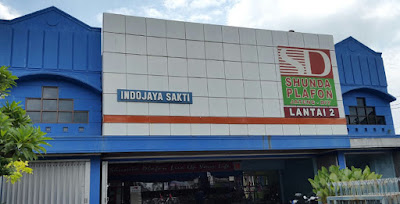 INDOJAYA SAKTI
SD
SHUNDA
PLAFON
LANTAI 2